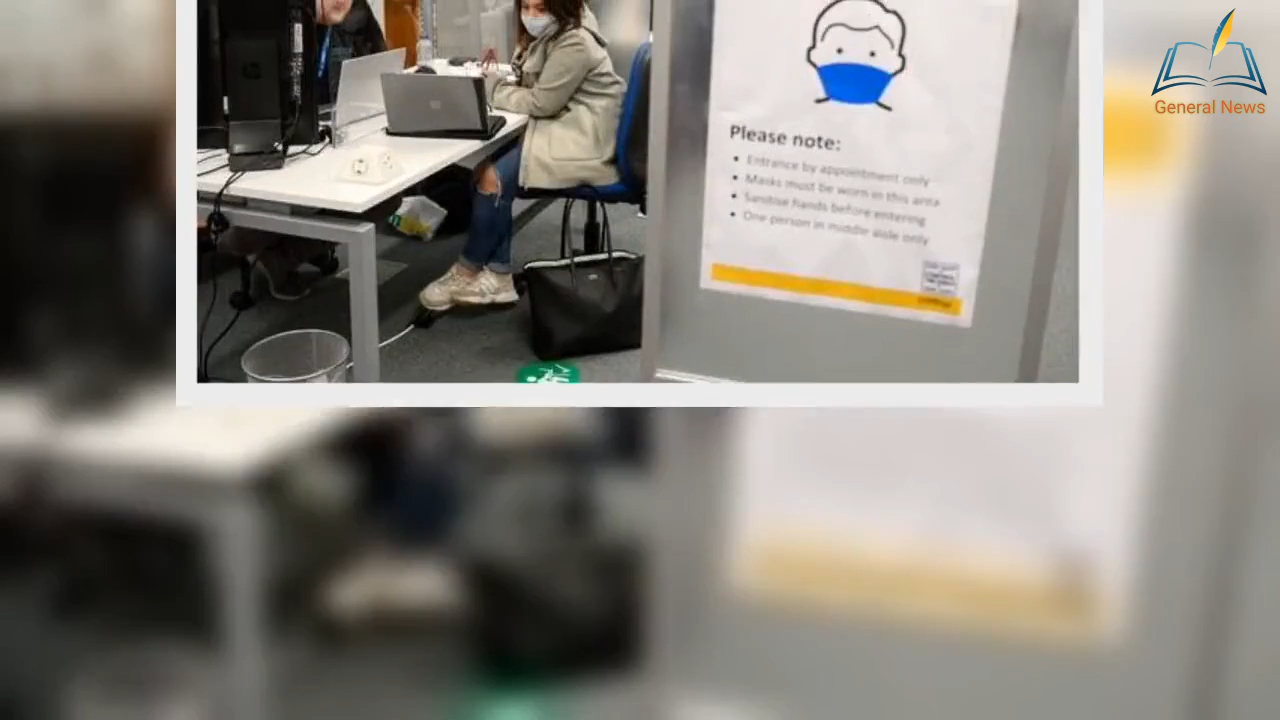 General News
Please note:
• Entrance by appointment only
• Masks must be worn in this area
• Sanitise hands before entering
• One person in middle aisle only